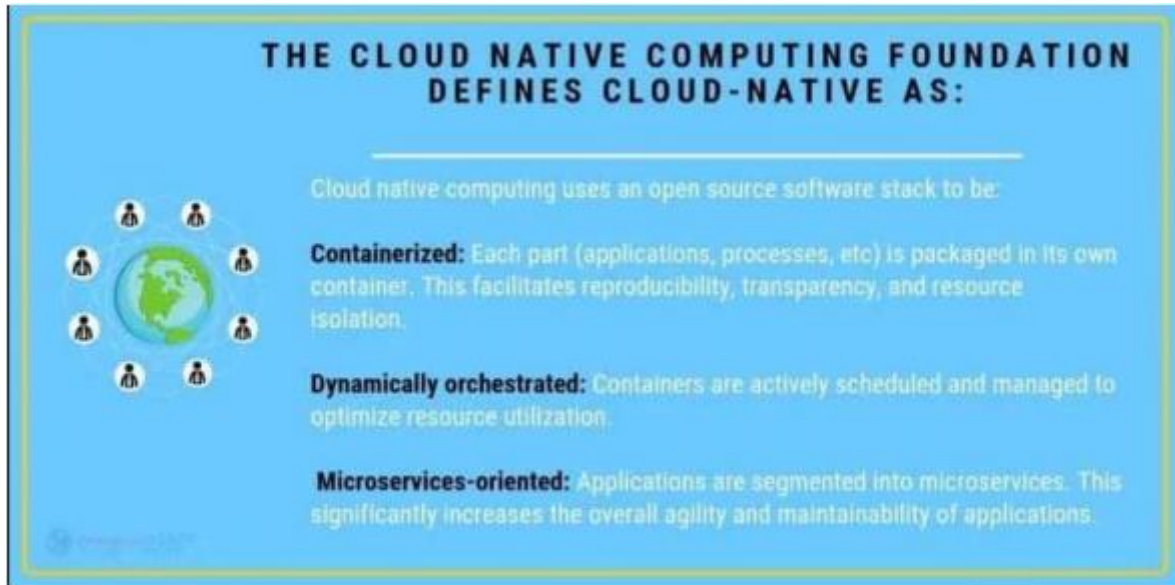 THE CLOUD NATIVE COMPUTING FOUNDATION
DEFINES CLOUD-NATIVE AS:
Cloud native computing uses an open source software stack to be:
Containerized: Each part (applications, processes, etc) is packaged in its own
container. This facilitates reproducibility, transparency, and resource
isolation.
Dynamically orchestrated: Containers are actively scheduled and managed to
optimize resource utilization.
Microservices-oriented: Applications are segmented into microservices. This
significantly increases the overall agility and maintainability of applications.